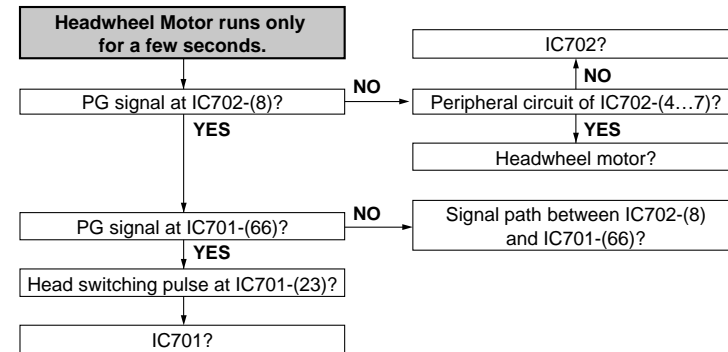 Headwheel Motor runs only
for a few seconds.
PG signal at IC702-(8)?
NO
YES
IC702?
NO
Peripheral circuit of IC702-(4...7)?
YES
Headwheel motor?
PG signal at IC701-(66)?
NO
YES
Signal path between IC702-(8)
and IC701-(66)?
Head switching pulse at IC701-(23)?
IC701?